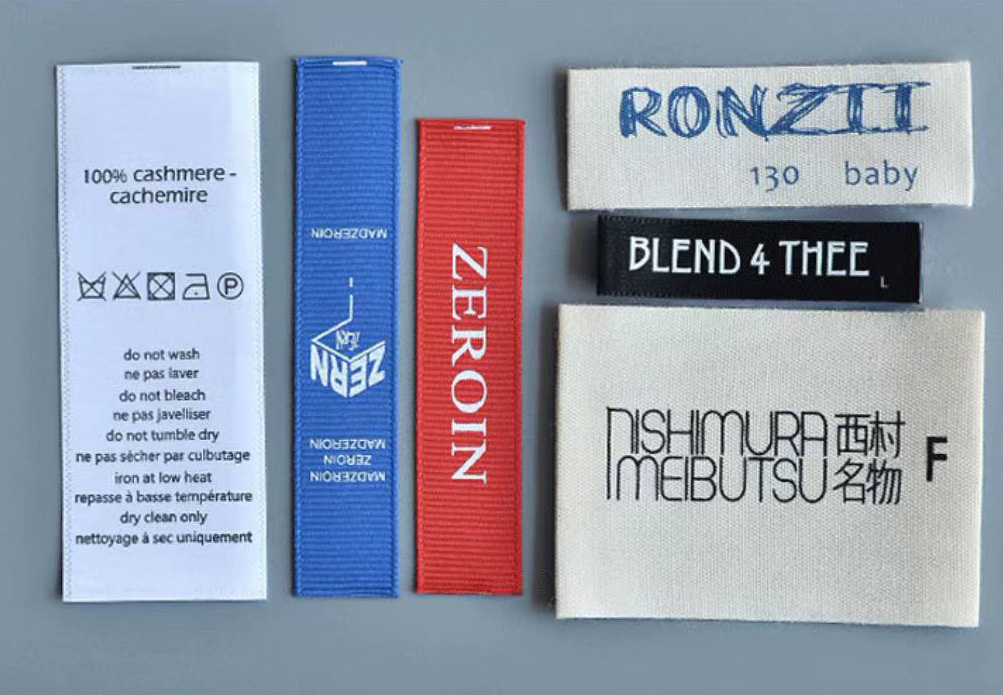 100% cashmere -
cachemire
do not wash
ne pas laver
do not bleach
ne pas javelliser
do not tumble dry
ne pas sécher par culbutage
iron at low heat
repasse à basse température
dry clean only
nettoyage à sec uniquement
MADZEROIN
ZERN
MADZEROIN
ZEROIN
MADZEROIN
ZEROIN
RONZII
130 baby
BLEND 4 THEE
L
NISHIMURA 西村
MEIBUTSU 名物
F